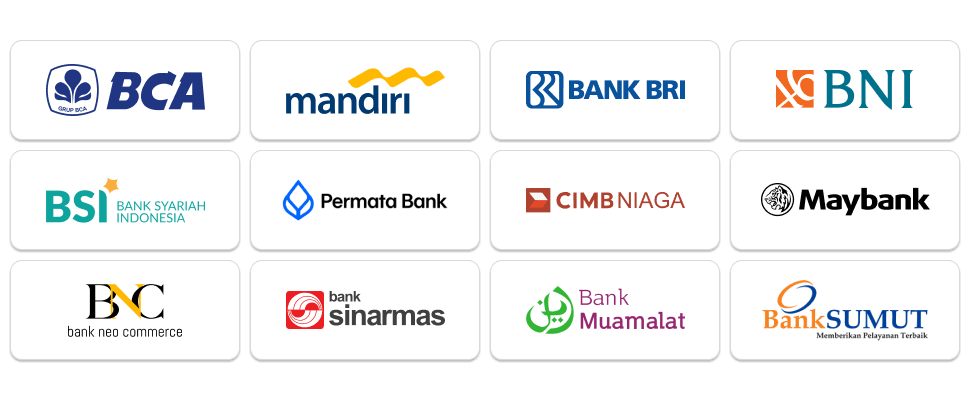 GRUP BCA
BCA
mandırı
BANK BRI
BNI
BSI
BANK SYARIAH
INDONESIA
Permata Bank
CIMB NIAGA
Maybank
BNC
bank neo commerce
bank
sinarmas
Bank
Muamalat
BankSUMUT
Memberikan Pelayanan Terbaik